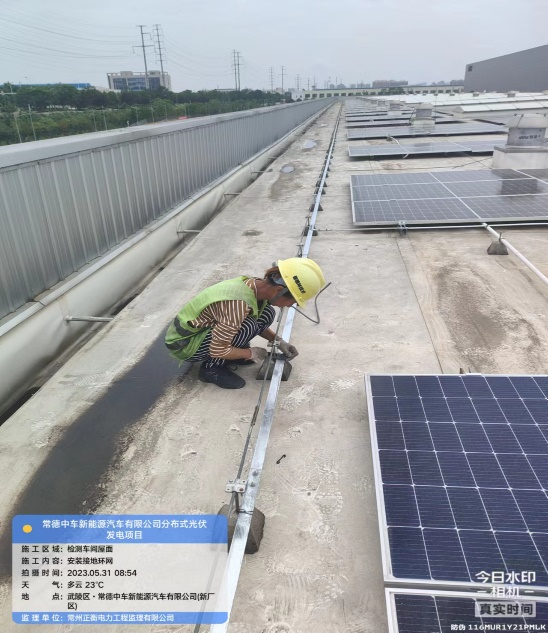 常德中车新能源汽车有限公司分布式光伏
发电项目
施工区域：检测车间屋面
施工内容：安装接地环网
拍摄时间：2023.05.31 08:54
天 气：多云 23℃
地 点：武陵区·常德中车新能源汽车有限公司(新厂
区)
监理单位：常州正衡电力工程监理有限公司
今日水印
相机
真实时间
防伪 116MUR1Y21PMLK